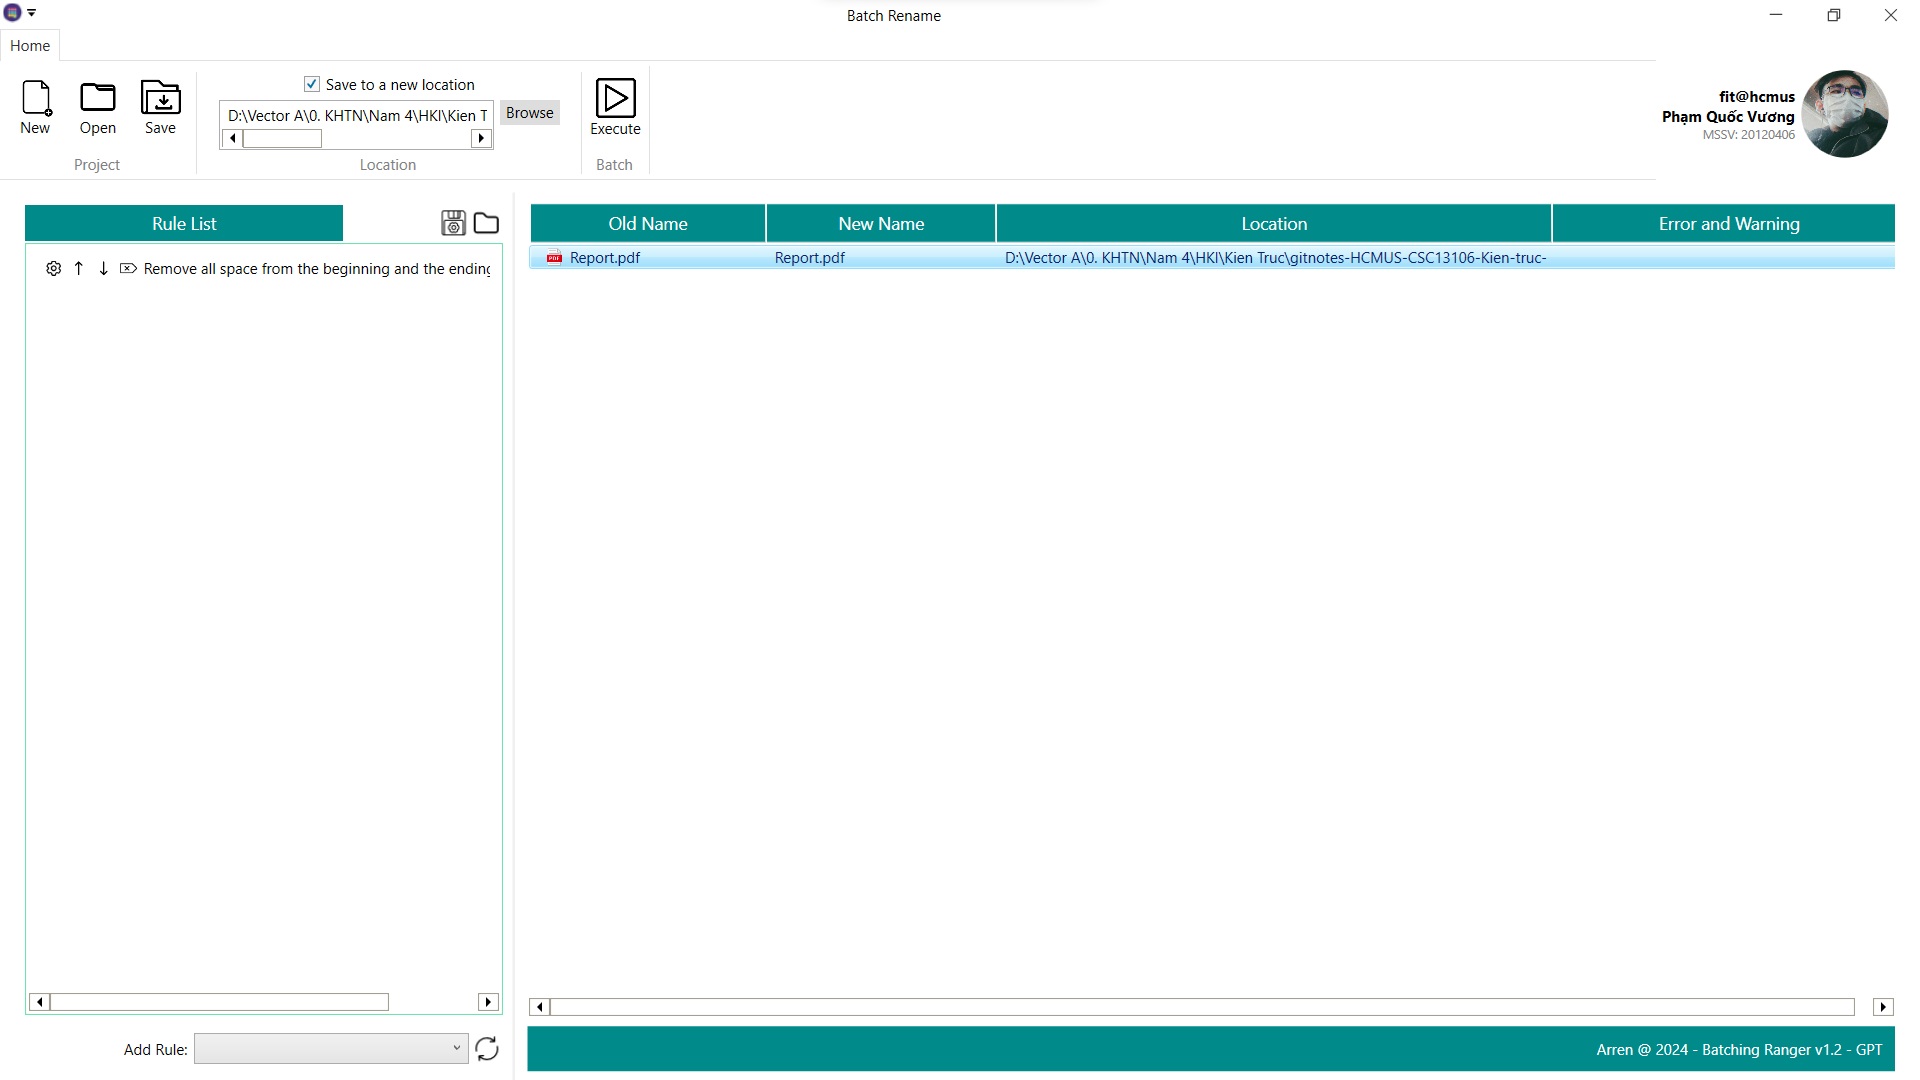 Batch Rename
Home
Save to a new location
D:\Vector A\0. KHTN\Nam 4\HKI\Kien T
Browse
New
Open
Save
Execute
Project
Location
Batch
fit@hcmus
Phạm Quốc Vương
MSSV: 20120406
Rule List
Remove all space from the beginning and the ending
Add Rule:
Old Name
New Name
Location
Error and Warning
PDF
Report.pdf
Report.pdf
D:\Vector A\0. KHTN\Nam 4\HKI\Kien Truc\gitnotes-HCMUS-CSC13106-Kien-truc-
Arren @ 2024 - Batching Ranger v1.2 - GPT